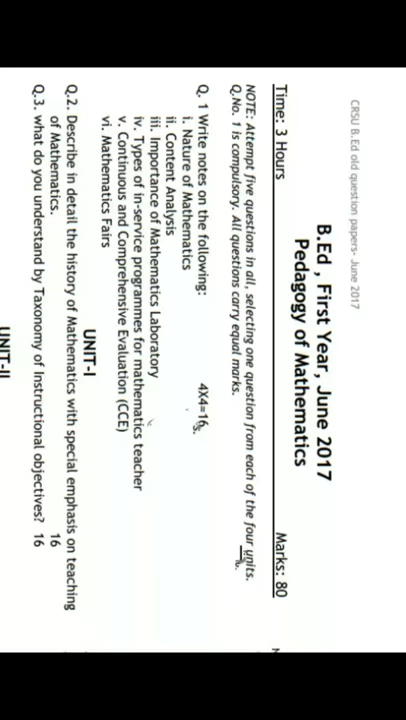 CRSU B.Ed old question papers- June 2017
B.Ed , First Year, June 2017
Pedagogy of Mathematics
Time: 3 Hours Marks: 80
NOTE: Attempt five questions in all, selecting one question from each of the four units.
Q.No. 1 is compulsory. All questions carry equal marks.
Q. 1 Write notes on the following: 4X4=16
i. Nature of Mathematics
ii. Content Analysis
iii. Importance of Mathematics Laboratory
iv. Types of in-service programmes for mathematics teacher
v. Continuous and Comprehensive Evaluation (CCE)
vi. Mathematics Fairs
UNIT-I
Q.2. Describe in detail the history of Mathematics with special emphasis on teaching
of Mathematics. 16
Q.3. what do you understand by Taxonomy of Instructional objectives? 16
UNIT-II